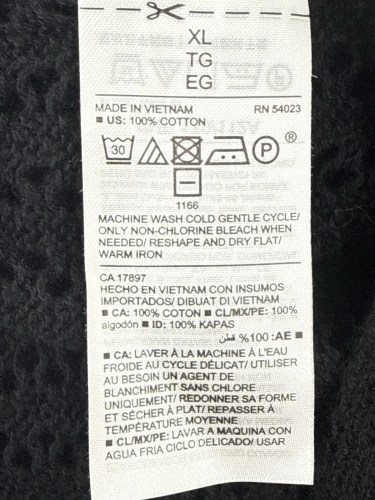 XL
TG
EG
MADE IN VIETNAM RN 54023
■ US: 100% COTTON
30 P ®
1166
MACHINE WASH COLD GENTLE CYCLE/
ONLY NON-CHLORINE BLEACH WHEN
NEEDED/ RESHAPE AND DRY FLAT/
WARM IRON
CA 17897
HECHO EN VIETNAM CON INSUMOS
IMPORTADOS/ DIBUAT DI VIETNAM
■ CA: 100% COTON ■ CL/MX/PE: 100%
algodón ■ ID: 100% KAPAS
■ AE: 100% قطن
■ CA: LAVER À LA MACHINE À L'EAU
FROIDE AU CYCLE DÉLICAT/ UTILISER
AU BESOIN UN AGENT DE
BLANCHIMENT SANS CHLORE
UNIQUEMENT/ REDONNER SA FORME
ET SÉCHER À PLAT/ REPASSER À
TEMPÉRATURE MOYENNE
■ CL/MX/PE: LAVAR A MAQUINA CON
AGUA FRIA CICLO DELICADO/ USAR